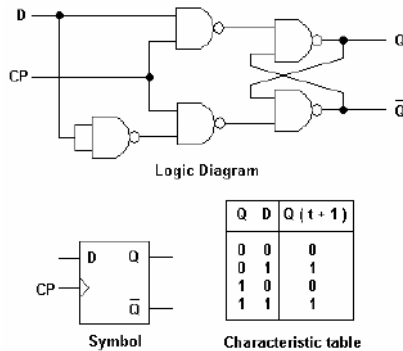 D
Q
CP
Q̅
Logic Diagram
D Q
CP
Q̅
Symbol
Q D Q ( t + 1 )
0 0 0
0 1 1
1 0 0
1 1 1
Characteristic table